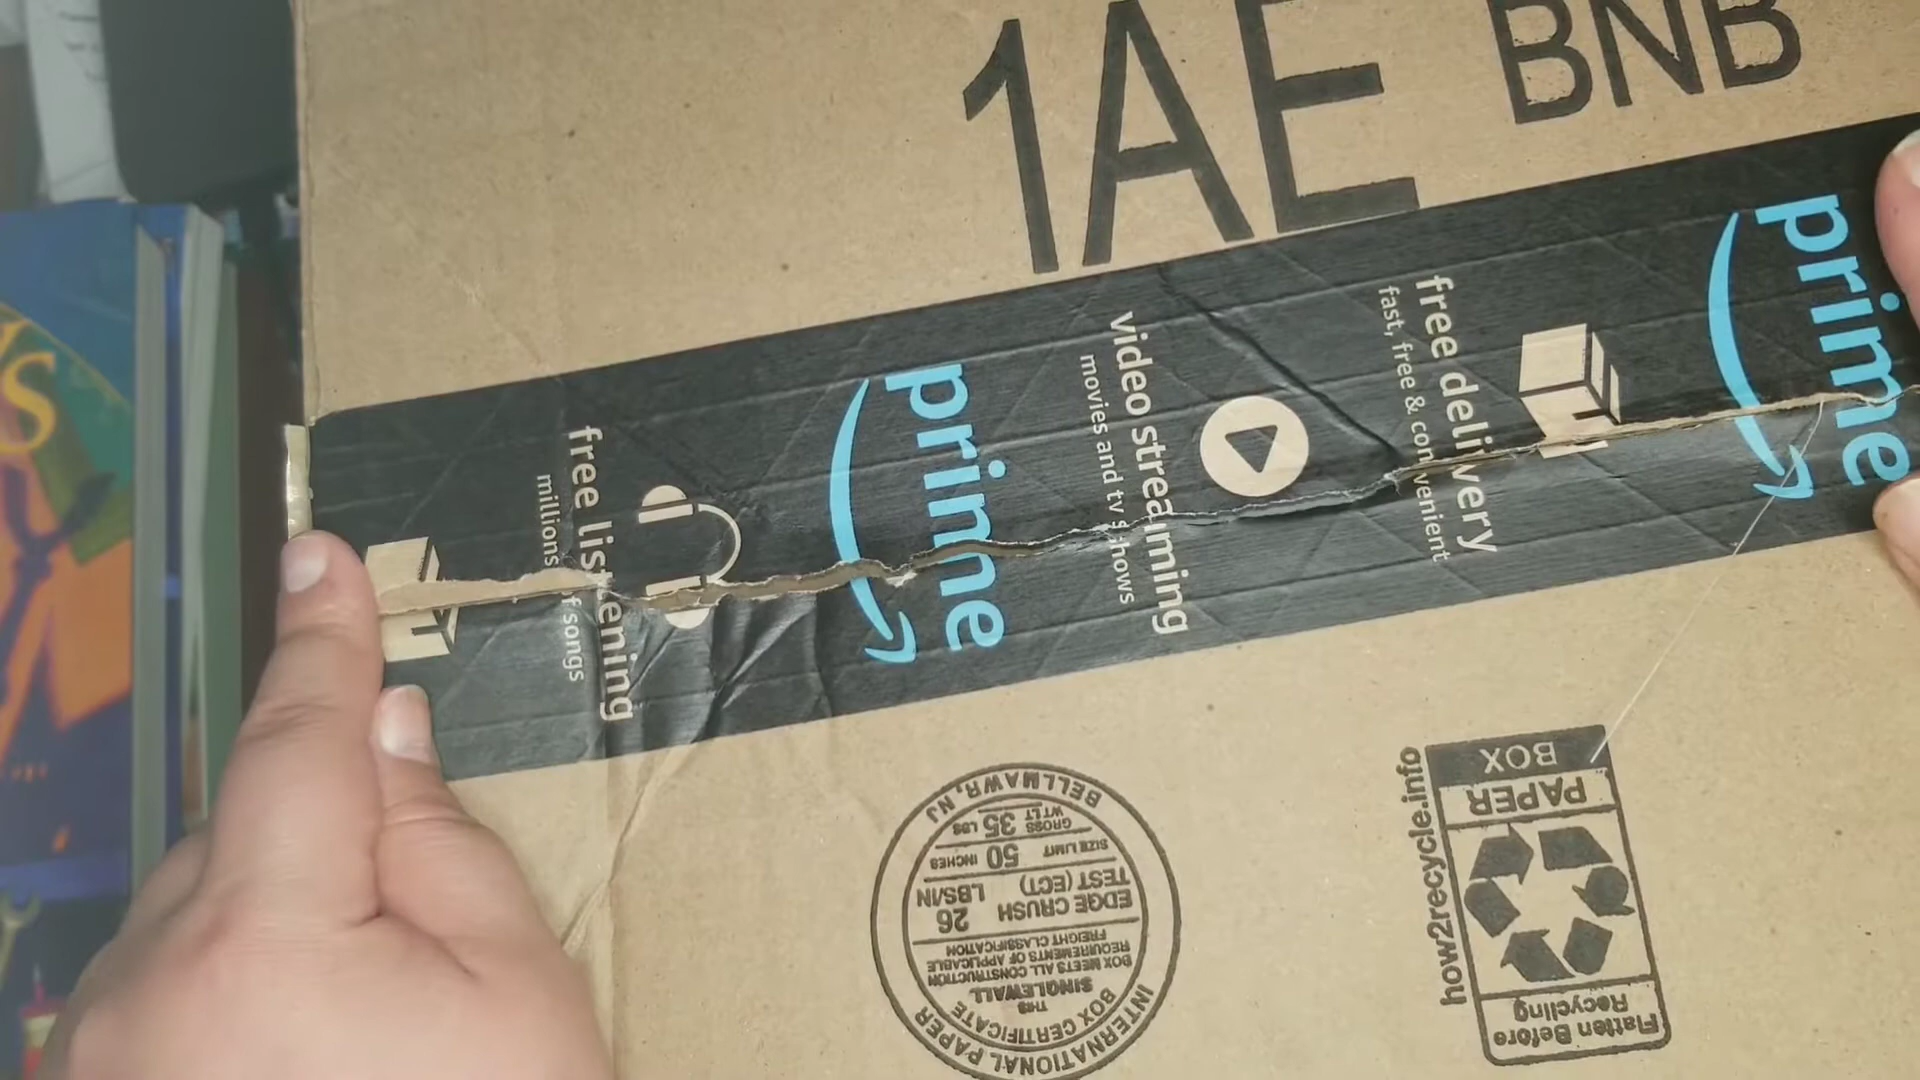 1AE BNB
prime
free delivery
fast, free & convenient
video streaming
movies and tv shows
prime
free listening
millions of songs
INTERNATIONAL PAPER
BOX CERTIFICATE
THIS
SINGLEWALL
BOX MEETS ALL CONSTRUCTION
REQUIREMENTS OF APPLICABLE
FREIGHT CLASSIFICATION
EDGE CRUSH
TEST (ECT) 26 LBS/IN
SIZE LIMIT 50 INCHES
GROSS WT LT 35 LBS
BELLMAWR, NJ
how2recycle.info
Flatten Before
Recycling
PAPER
BOX